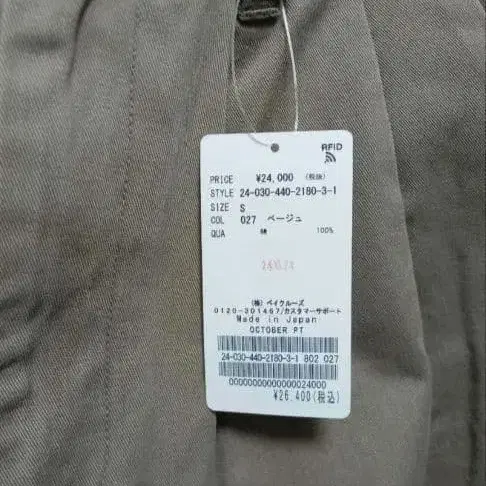 RFID
PRICE ¥24,000 (税抜)
STYLE 24-030-440-2180-3-1
SIZE S
COL 027 ベージュ
QUA 綿 100%
(株) ベイクルーズ
0120-301467/カスタマーサポート
Made in Japan
OCTOBER PT
24-030-440-2180-3-1 802 027
00000000000000024000
¥26,400(税込)